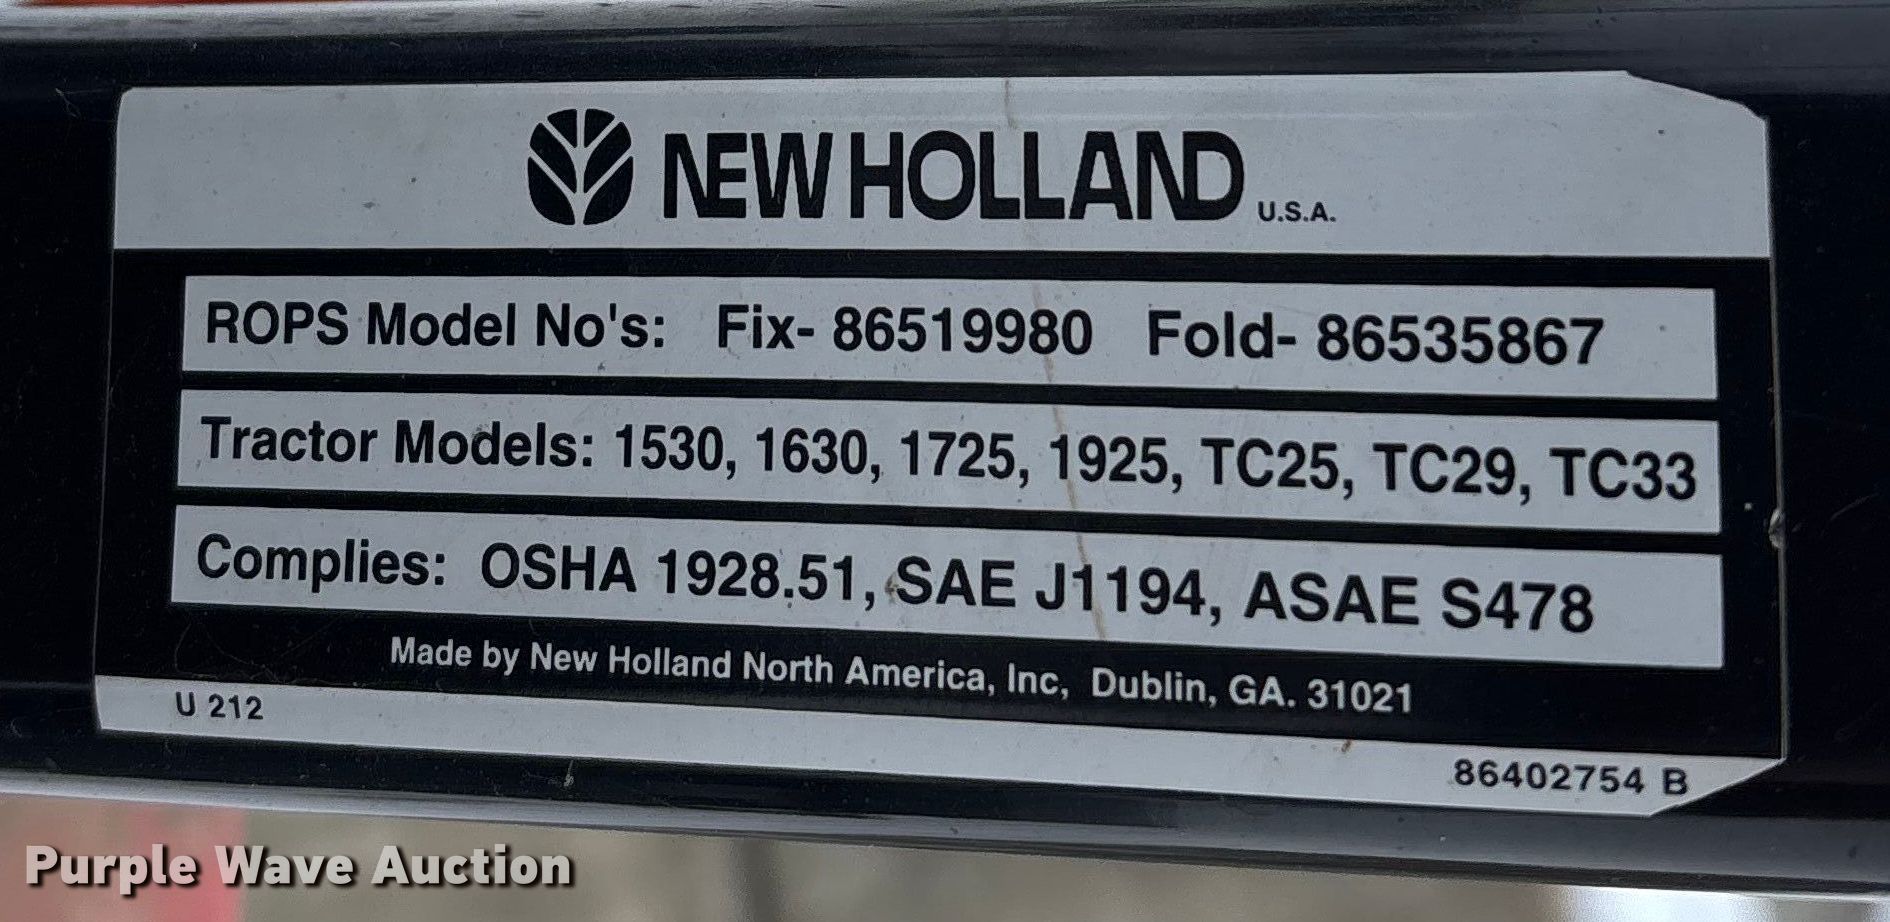 NEW HOLLAND U.S.A.
ROPS Model No's: Fix- 86519980 Fold- 86535867
Tractor Models: 1530, 1630, 1725, 1925, TC25, TC29, TC33
Complies: OSHA 1928.51, SAE J1194, ASAE S478
Made by New Holland North America, Inc, Dublin, GA. 31021
U 212
86402754 B
Purple Wave Auction